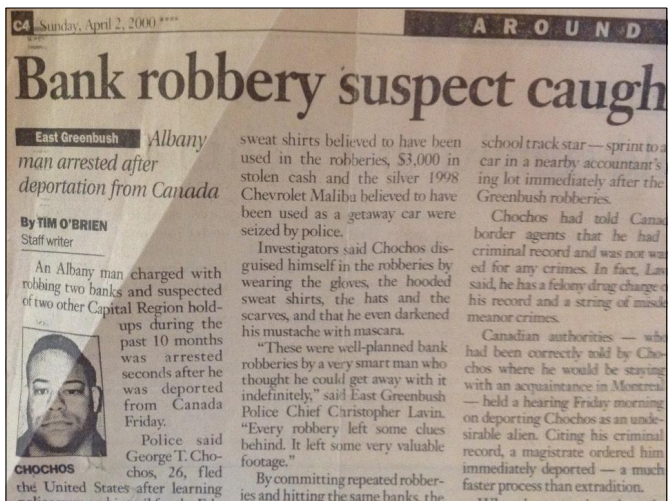 C4 Sunday, April 2, 2000 ****
AROUND
Bank robbery suspect caugh
East Greenbush Albany
man arrested after
deportation from Canada
By TIM O'BRIEN
Staff writer
An Albany man charged with
robbing two banks and suspected
of two other Capital Region hold-
ups during the
past 10 months
was arrested
seconds after he
was deported
from Canada
Friday.
Police said
George T. Cho-
chos, 26, fled
the United States after learning
CHOCHOS
sweat shirts believed to have been
used in the robberies, $3,000 in
stolen cash and the silver 1998
Chevrolet Malibu believed to have
been used as a getaway car were
seized by police.
Investigators said Chochos dis-
guised himself in the robberies by
wearing the gloves, the hooded
sweat shirts, the hats and the
scarves, and that he even darkened
his mustache with mascara.
"These were well-planned bank
robberies by a very smart man who
thought he could get away with it
indefinitely," said East Greenbush
Police Chief Christopher Lavin.
"Every robbery left some clues
behind. It left some very valuable
footage."
By committing repeated robber-
ies and hitting the same banks, the
school track star — sprint to a
car in a nearby accountant's
ing lot immediately after the
Greenbush robberies.
Chochos had told Cana
border agents that he had
criminal record and was not wan
ed for any crimes. In fact, La
said, he has a felony drug charge o
his record and a string of misde
meanor crimes.
Canadian authorities — who
had been correctly told by Cho-
chos where he would be staying
with an acquaintance in Montreal
— held a hearing Friday morning
on deporting Chochos as an unde-
sirable alien. Citing his criminal
record, a magistrate ordered him
immediately deported — a much
faster process than extradition.